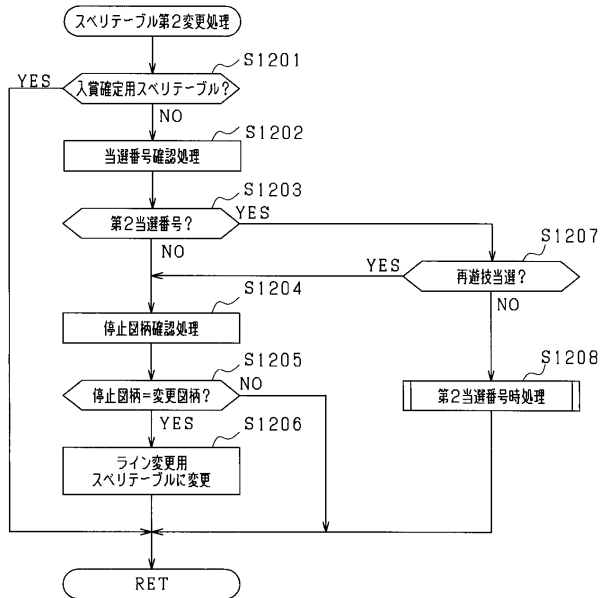 スベリテーブル第2変更処理
S1201
YES
入賞確定用スベリテーブル?
NO
S1202
当選番号確認処理
S1203
第2当選番号?
YES
NO
S1207
YES
再遊技当選?
NO
S1204
停止図柄確認処理
S1205
停止図柄=変更図柄?
NO
YES
S1208
第2当選番号時処理
S1206
ライン変更用
スベリテーブルに変更
RET